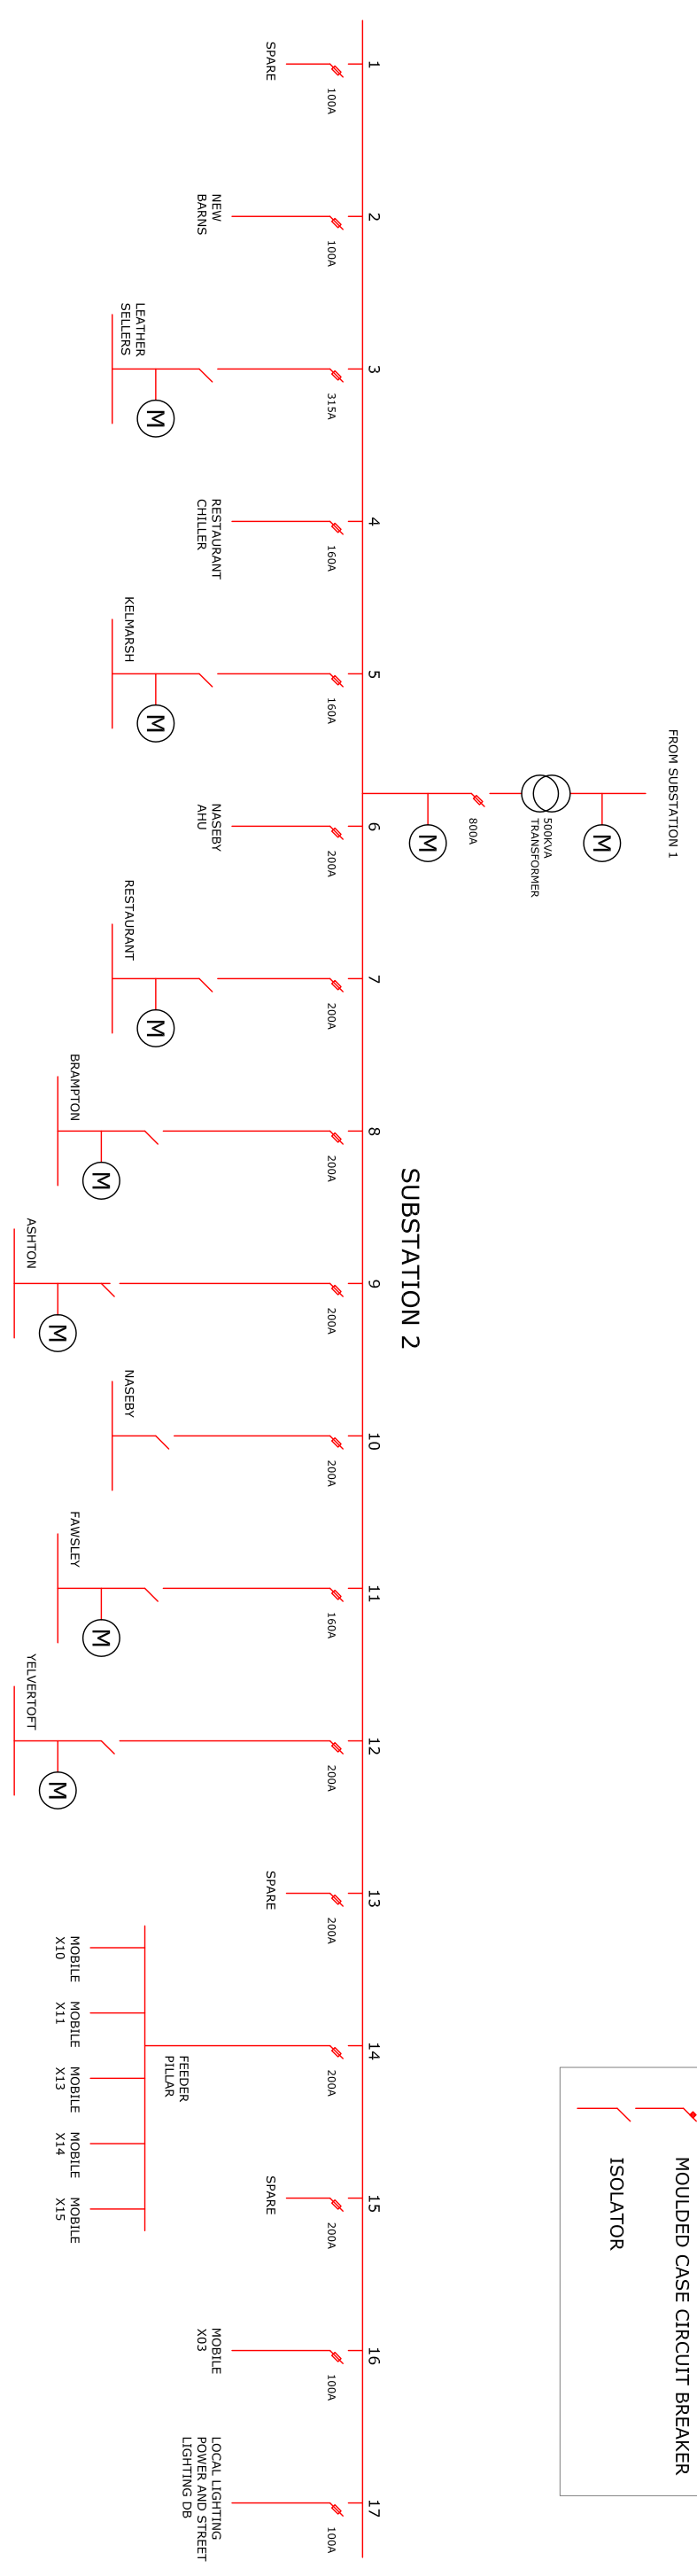 FROM SUBSTATION 1
M
500KVA
TRANSFORMER
800A
M
SUBSTATION 2
1
100A
SPARE
2
100A
NEW
BARNS
3
315A
LEATHER
SELLERS
M
4
160A
RESTAURANT
CHILLER
5
160A
KELMARSH
M
6
200A
NASEBY
AHU
7
200A
RESTAURANT
M
8
200A
BRAMPTON
M
9
200A
ASHTON
M
10
200A
NASEBY
11
160A
FAWSLEY
M
12
200A
YELVERTOFT
M
13
200A
SPARE
14
200A
FEEDER
PILLAR
MOBILE
X10
MOBILE
X11
MOBILE
X13
MOBILE
X14
MOBILE
X15
15
200A
SPARE
16
100A
MOBILE
X03
17
100A
LOCAL LIGHTING
POWER AND STREET
LIGHTING DB
MOULDED CASE CIRCUIT BREAKER
ISOLATOR